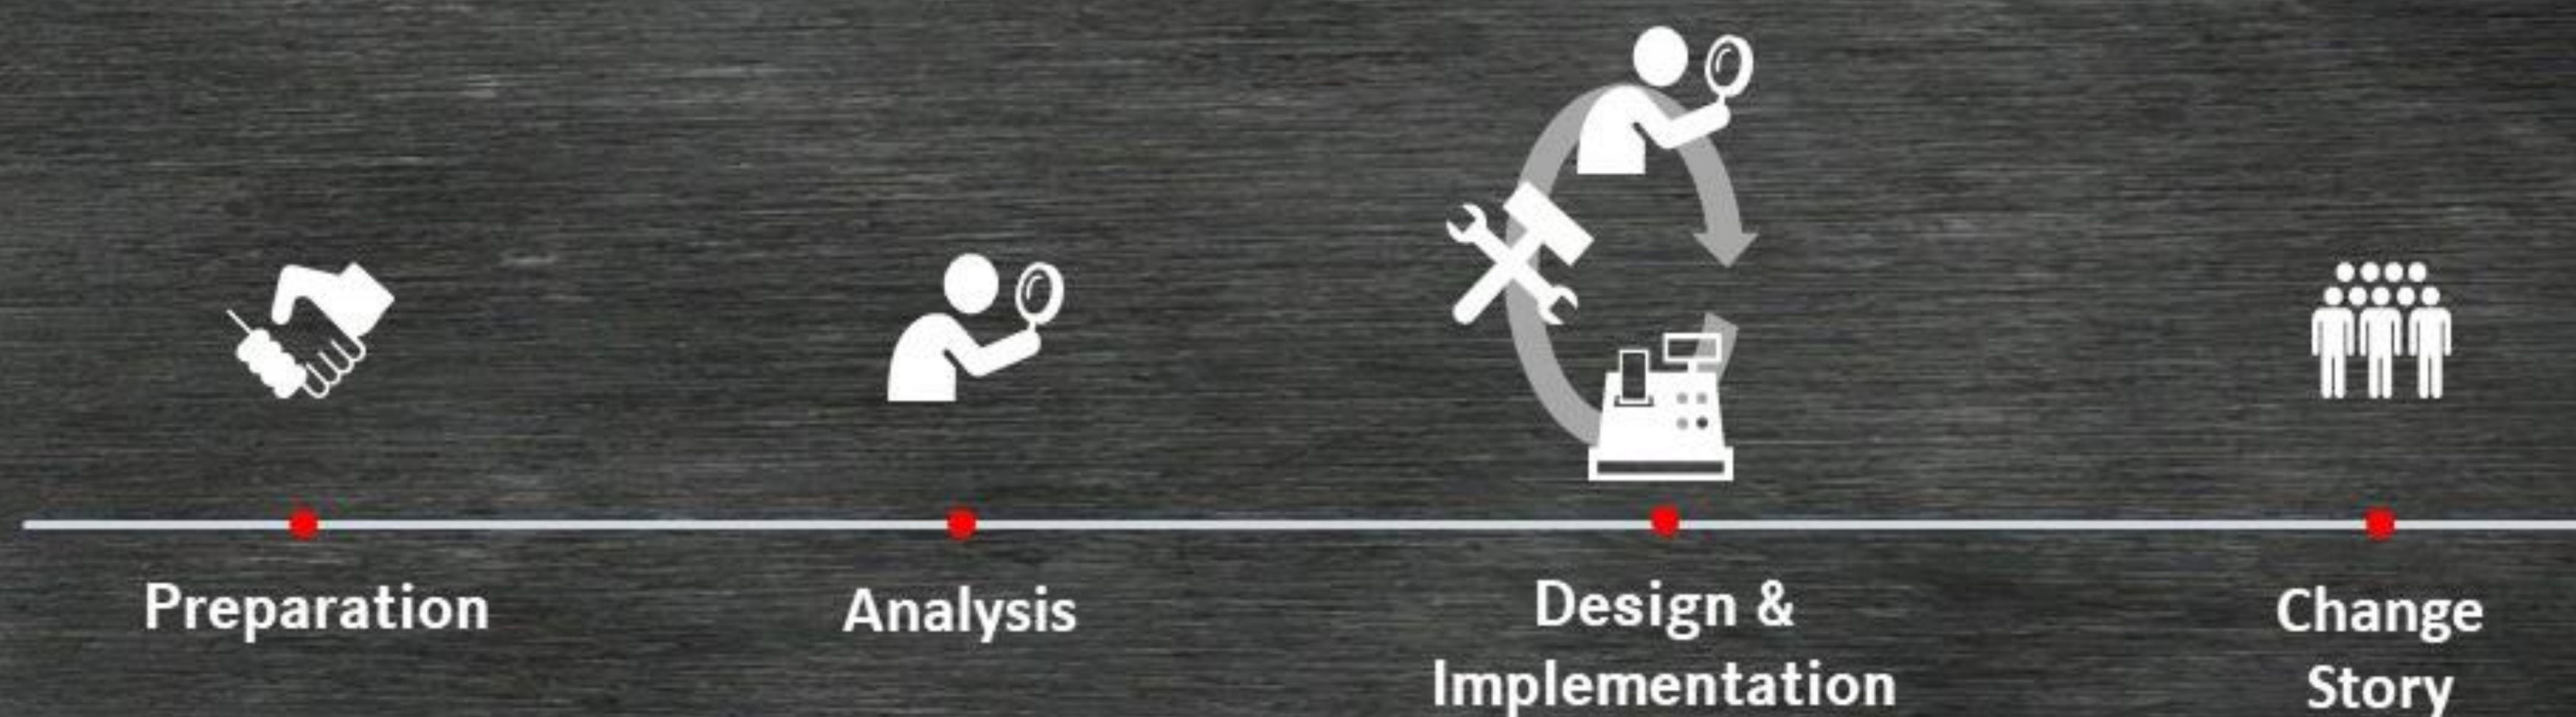 Preparation
Analysis
Design &
Implementation
Change
Story